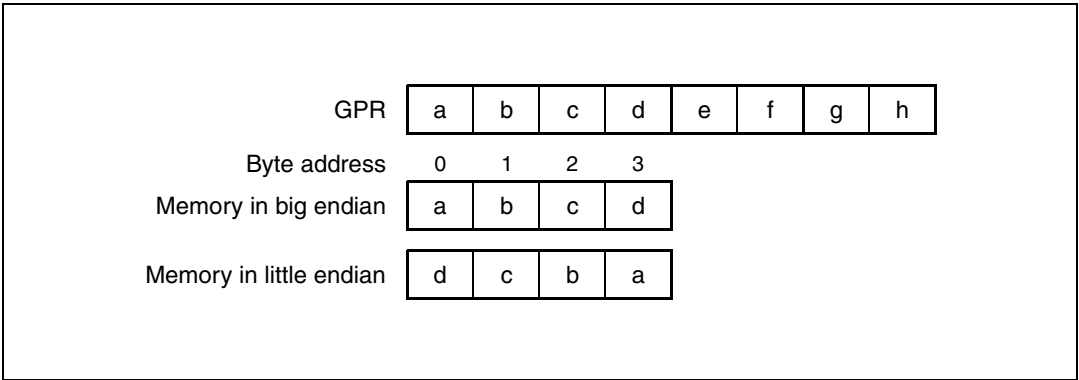 GPR a b c d e f g h
Byte address 0 1 2 3
Memory in big endian a b c d
Memory in little endian d c b a